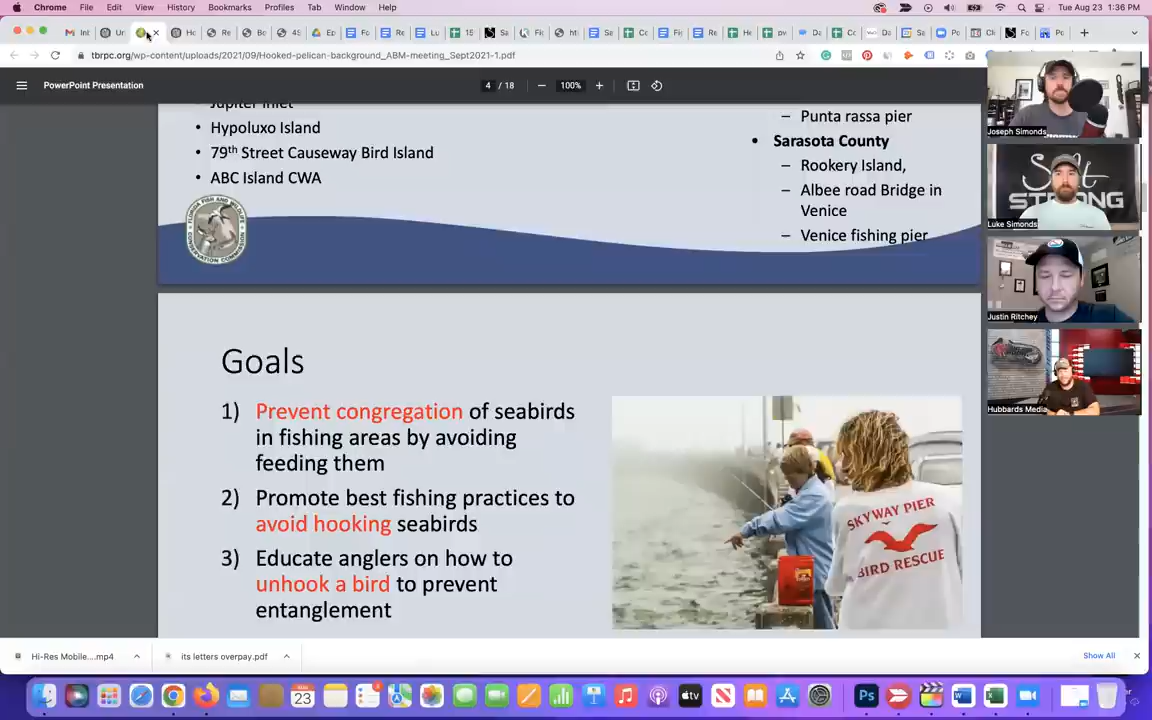 Chrome File Edit View History Bookmarks Profiles Tab Window Help Tue Aug 23 1:36 PM
tbrpc.org/wp-content/uploads/2021/09/Hooked-pelican-background_ABM-meeting_Sept2021-1.pdf
PowerPoint Presentation 4 / 18 100%
Jupiter Inlet
• Hypoluxo Island
• 79th Street Causeway Bird Island
• ABC Island CWA
– Punta rassa pier
• Sarasota County
– Rookery Island,
– Albee road Bridge in
Venice
– Venice fishing pier
Goals
1) Prevent congregation of seabirds
in fishing areas by avoiding
feeding them
2) Promote best fishing practices to
avoid hooking seabirds
3) Educate anglers on how to
unhook a bird to prevent
entanglement
SKYWAY PIER
BIRD RESCUE
Joseph Simonds
Salt
STRONG
Luke Simonds
Justin Ritchey
Hubbards Media
Hi-Res Mobile....mp4 its letters overpay.pdf Show All